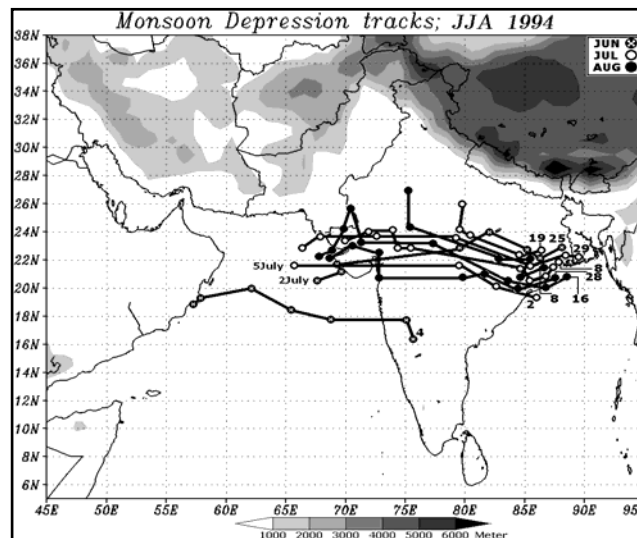 Monsoon Depression tracks; JJA 1994
38N
36N
34N
32N
30N
28N
26N
24N
22N
20N
18N
16N
14N
12N
10N
8N
6N
JUN
JUL
AUG
19 25
29
5July
2July
8
28
2 8 16
4
45E 50E 55E 60E 65E 70E 75E 80E 85E 90E 95E
1000 2000 3000 4000 5000 6000 Meter